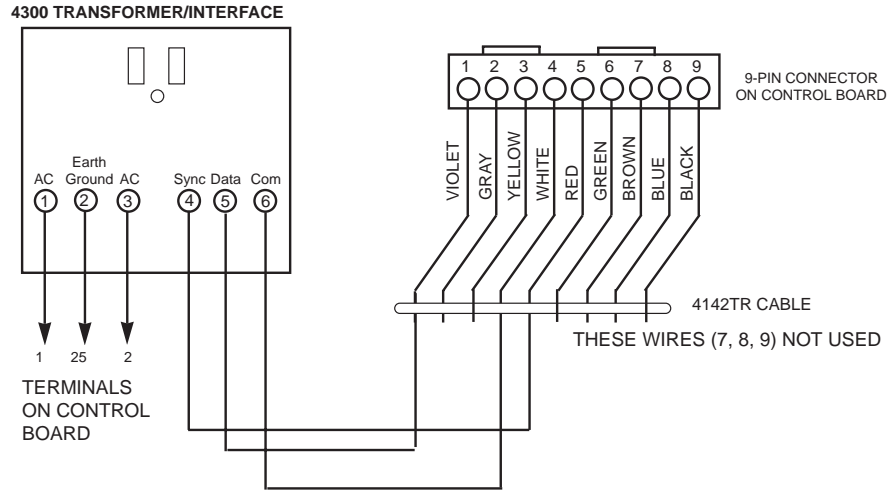 4300 TRANSFORMER/INTERFACE
1 2 3 4 5 6 7 8 9
9-PIN CONNECTOR
ON CONTROL BOARD
VIOLET
GRAY
YELLOW
WHITE
RED
GREEN
BROWN
BLUE
BLACK
Earth
AC Ground AC Sync Data Com
1 2 3 4 5 6
4142TR CABLE
THESE WIRES (7, 8, 9) NOT USED
1 25 2
TERMINALS
ON CONTROL
BOARD